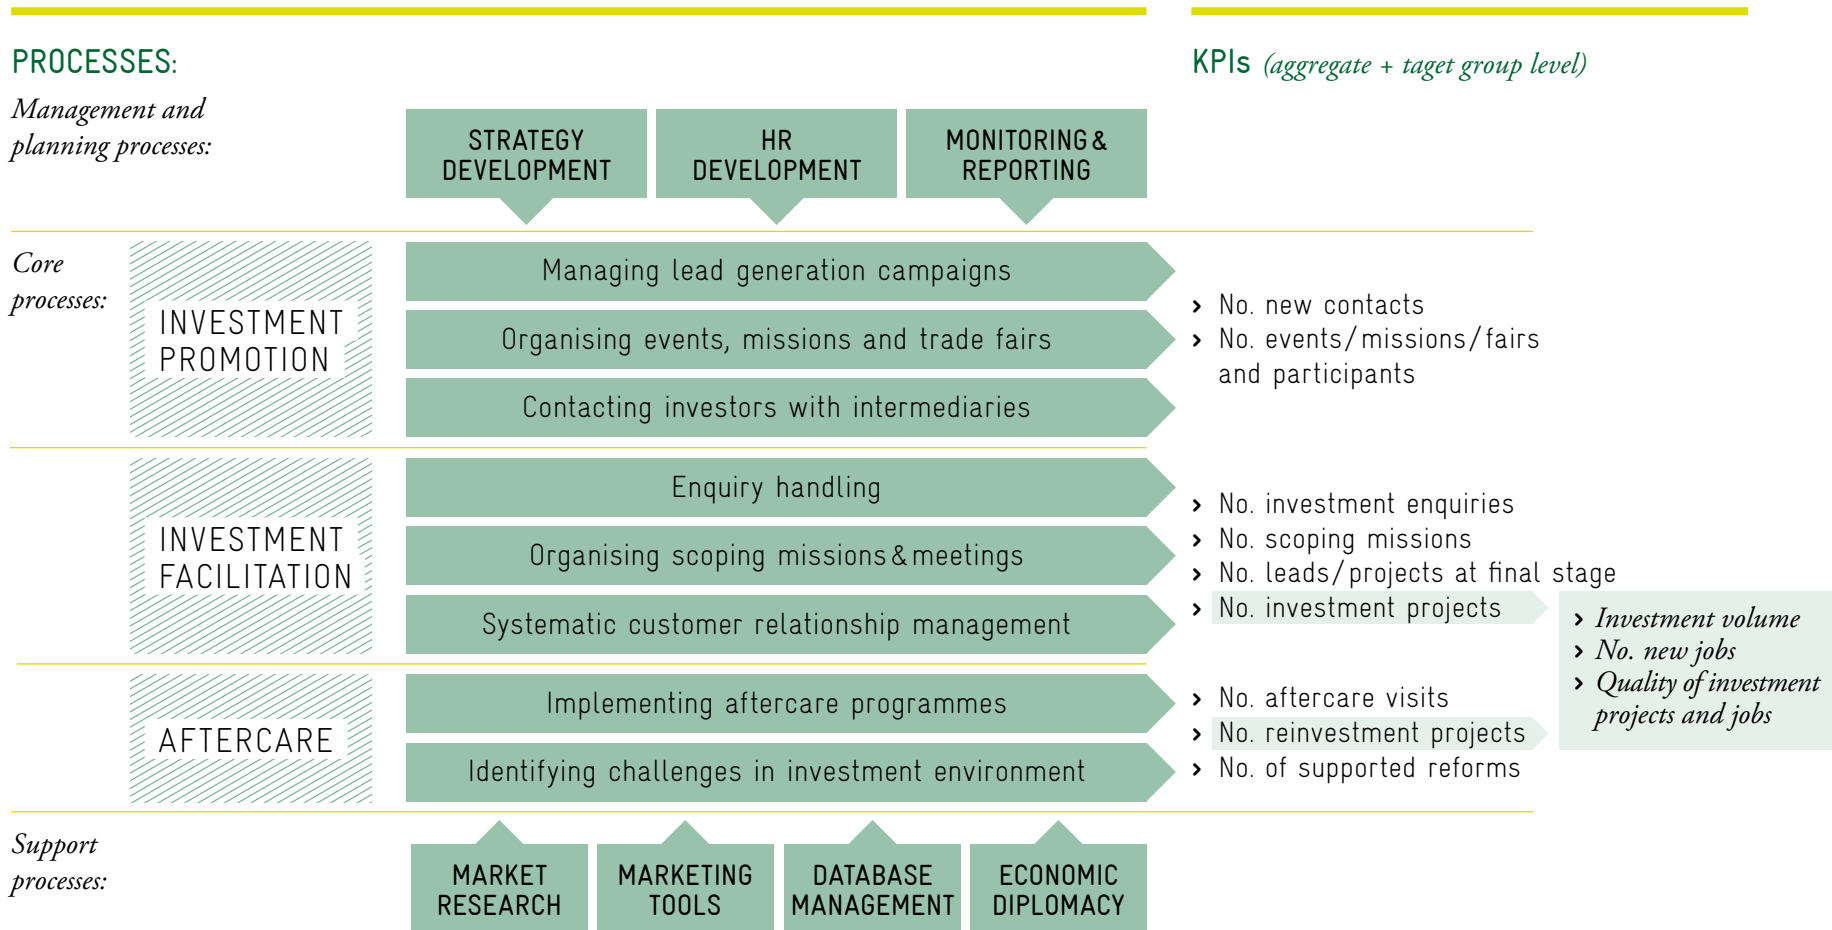 PROCESSES:
KPIs (aggregate + taget group level)
Management and
planning processes:
STRATEGY
DEVELOPMENT
HR
DEVELOPMENT
MONITORING & REPORTING
Core
processes:
INVESTMENT
PROMOTION
Managing lead generation campaigns
Organising events, missions and trade fairs
Contacting investors with intermediaries
> No. new contacts
> No. events/missions/fairs
and participants
INVESTMENT
FACILITATION
Enquiry handling
Organising scoping missions & meetings
Systematic customer relationship management
> No. investment enquiries
> No. scoping missions
> No. leads/projects at final stage
> No. investment projects
> Investment volume
> No. new jobs
> Quality of investment
projects and jobs
AFTERCARE
Implementing aftercare programmes
Identifying challenges in investment environment
> No. aftercare visits
> No. reinvestment projects
> No. of supported reforms
Support
processes:
MARKET
RESEARCH
MARKETING
TOOLS
DATABASE
MANAGEMENT
ECONOMIC
DIPLOMACY